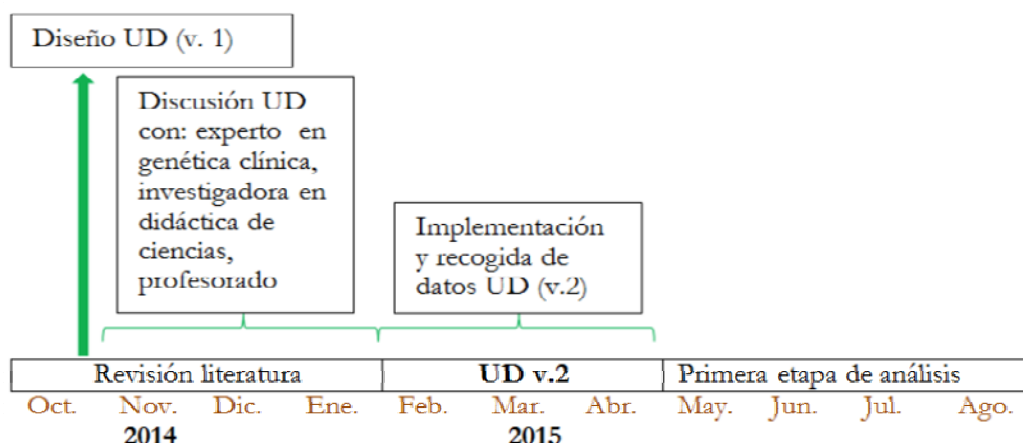 Diseño UD (v. 1)
Discusión UD
con: experto en
genética clínica,
investigadora en
didáctica de
ciencias,
profesorado
Implementación
y recogida de
datos UD (v.2)
Revisión literatura
UD v.2
Primera etapa de análisis
Oct. Nov. Dic. Ene. Feb. Mar. Abr. May. Jun. Jul. Ago.
2014 2015